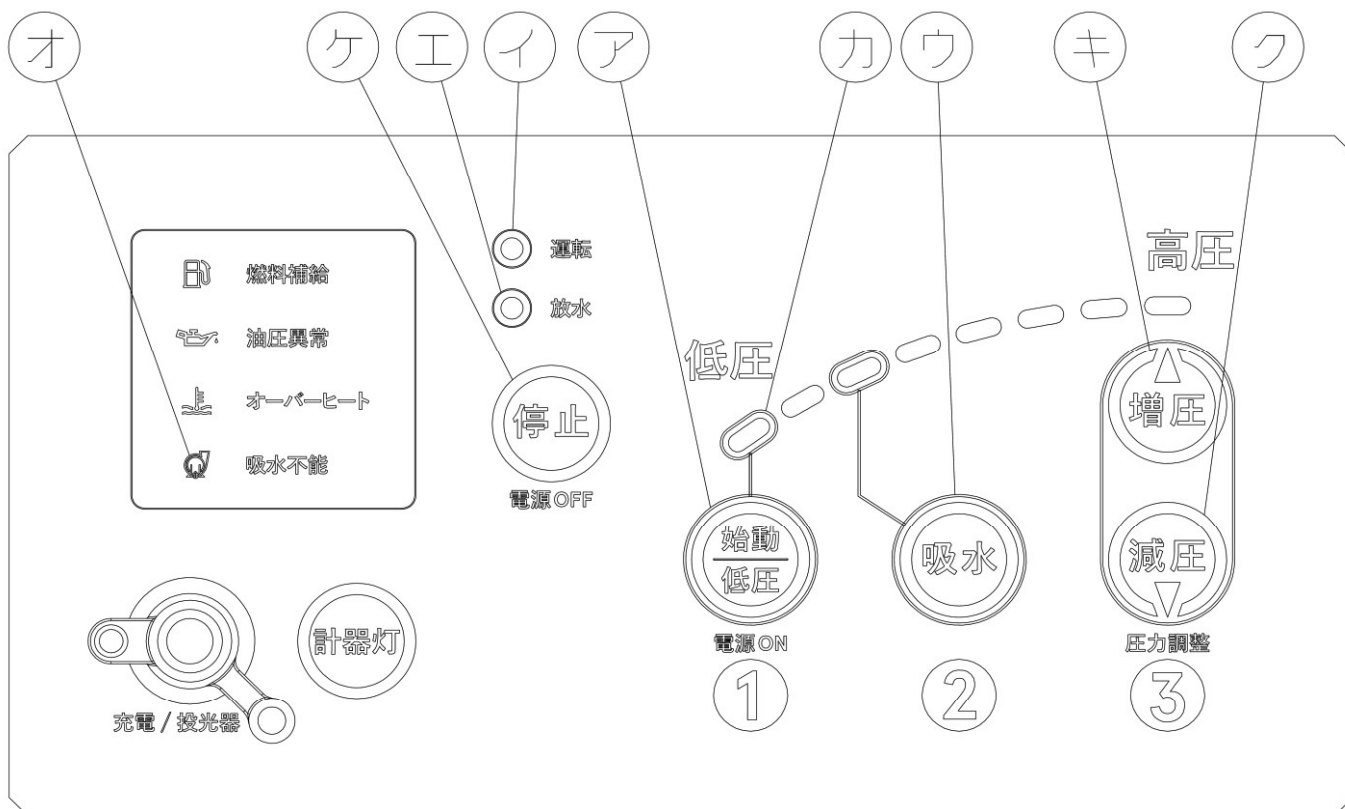 オ ケ エ イ ア カ ウ キ ク
燃料補給
油圧異常
オーバーヒート
吸水不能
運転
放水
停止
電源OFF
低圧
高圧
増圧
減圧
圧力調整
始動
低圧
電源ON
吸水
計器灯
充電/投光器
1 2 3